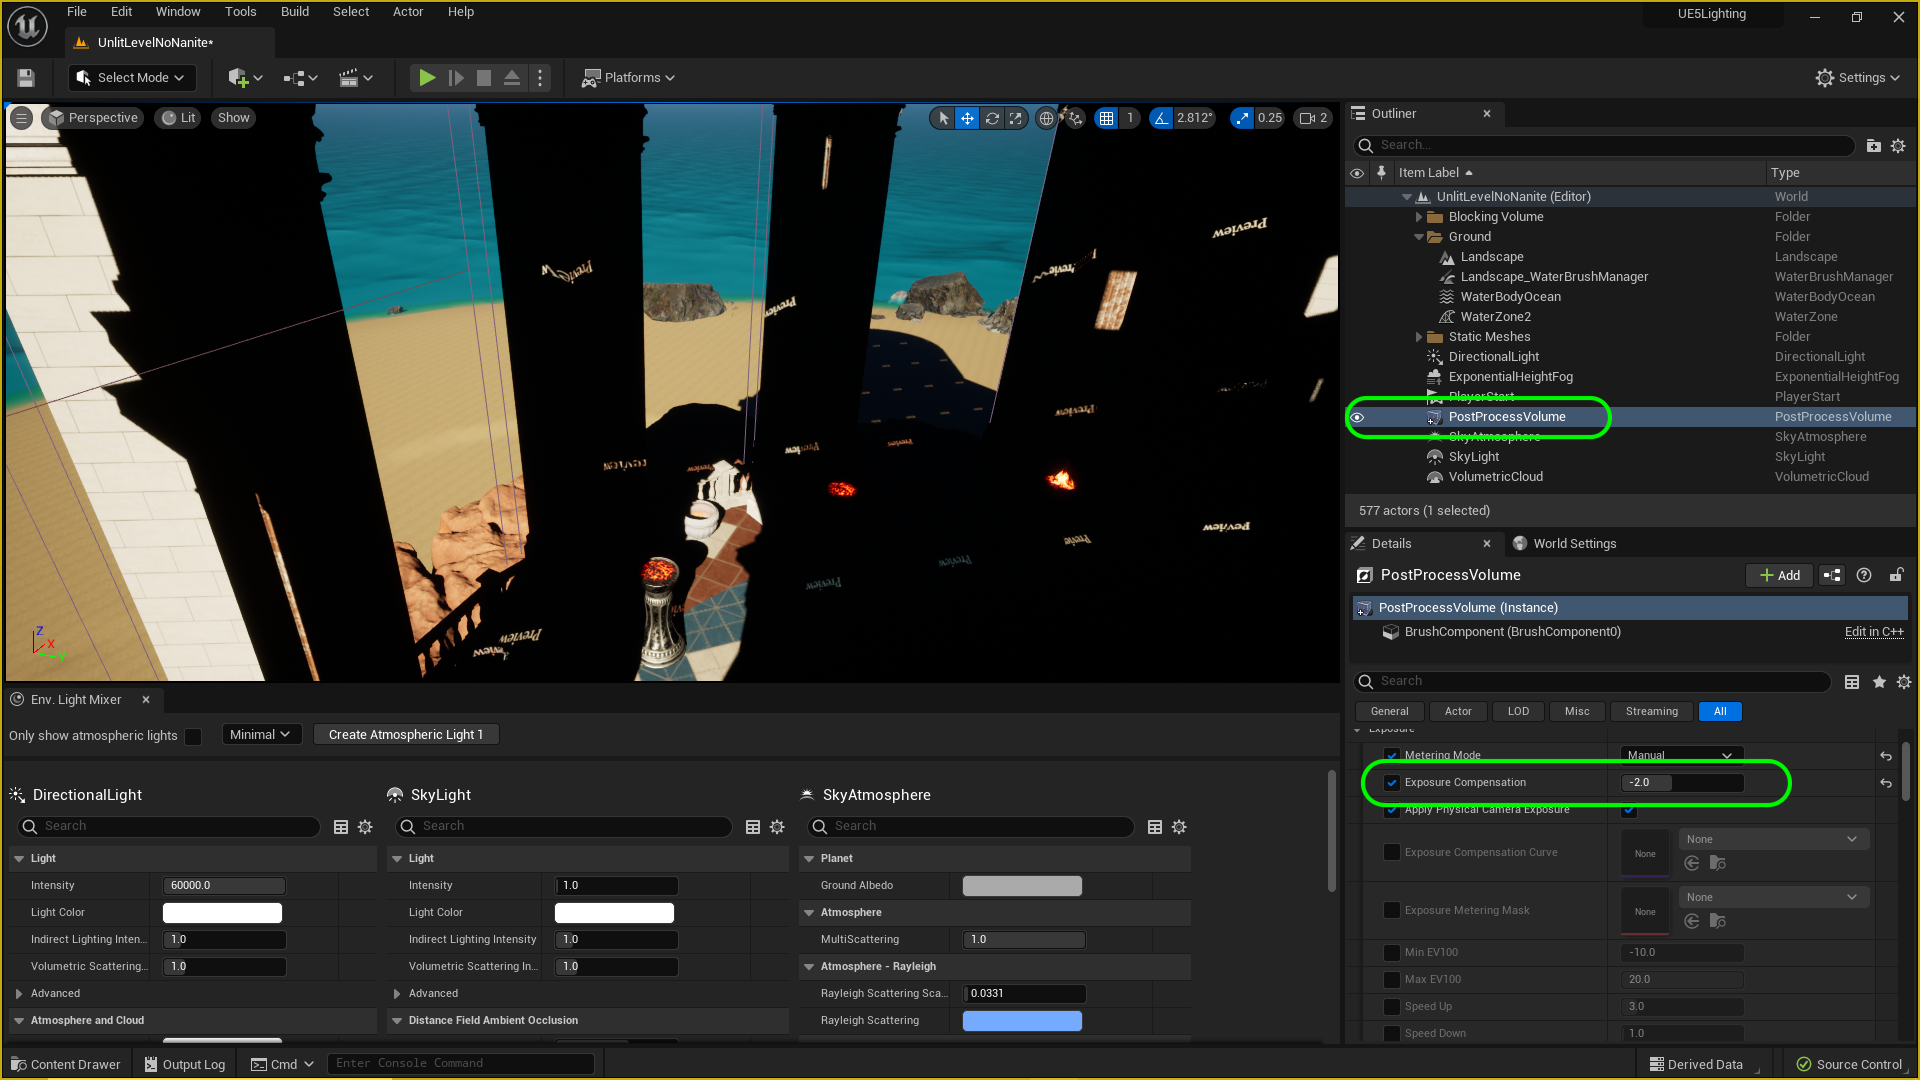 File Edit Window Tools Build Select Actor Help
UE5Lighting
UnlitLevelNoNanite*
Select Mode
Platforms
Settings
Perspective Lit Show
1 2.812° 0.25 2
Preview
Preview
Preview
Preview
Preview
Preview
Preview
Preview
Preview
Z
X
Y
Outliner
Search...
Item Label Type
UnlitLevelNoNanite (Editor) World
Blocking Volume Folder
Ground Folder
Landscape Landscape
Landscape_WaterBrushManager WaterBrushManager
WaterBodyOcean WaterBodyOcean
WaterZone2 WaterZone
Static Meshes Folder
DirectionalLight DirectionalLight
ExponentialHeightFog ExponentialHeightFog
PlayerStart PlayerStart
PostProcessVolume PostProcessVolume
SkyAtmosphere SkyAtmosphere
SkyLight SkyLight
VolumetricCloud VolumetricCloud
577 actors (1 selected)
Details World Settings
PostProcessVolume
Add
PostProcessVolume (Instance)
BrushComponent (BrushComponent0) Edit in C++
Search
General Actor LOD Misc Streaming All
Exposure
Metering Mode Manual
Exposure Compensation -2.0
Apply Physical Camera Exposure
Exposure Compensation Curve None None
Exposure Metering Mask None None
Min EV100 -10.0
Max EV100 20.0
Speed Up 3.0
Speed Down 1.0
Env. Light Mixer
Only show atmospheric lights Minimal Create Atmospheric Light 1
DirectionalLight
Search
Light
Intensity 60000.0
Light Color
Indirect Lighting Inten... 1.0
Volumetric Scattering... 1.0
Advanced
Atmosphere and Cloud
SkyLight
Search
Light
Intensity 1.0
Light Color
Indirect Lighting Intensity 1.0
Volumetric Scattering In... 1.0
Advanced
Distance Field Ambient Occlusion
SkyAtmosphere
Search
Planet
Ground Albedo
Atmosphere
MultiScattering 1.0
Atmosphere - Rayleigh
Rayleigh Scattering Sca... 0.0331
Rayleigh Scattering
Content Drawer Output Log Cmd Enter Console Command
Derived Data Source Control